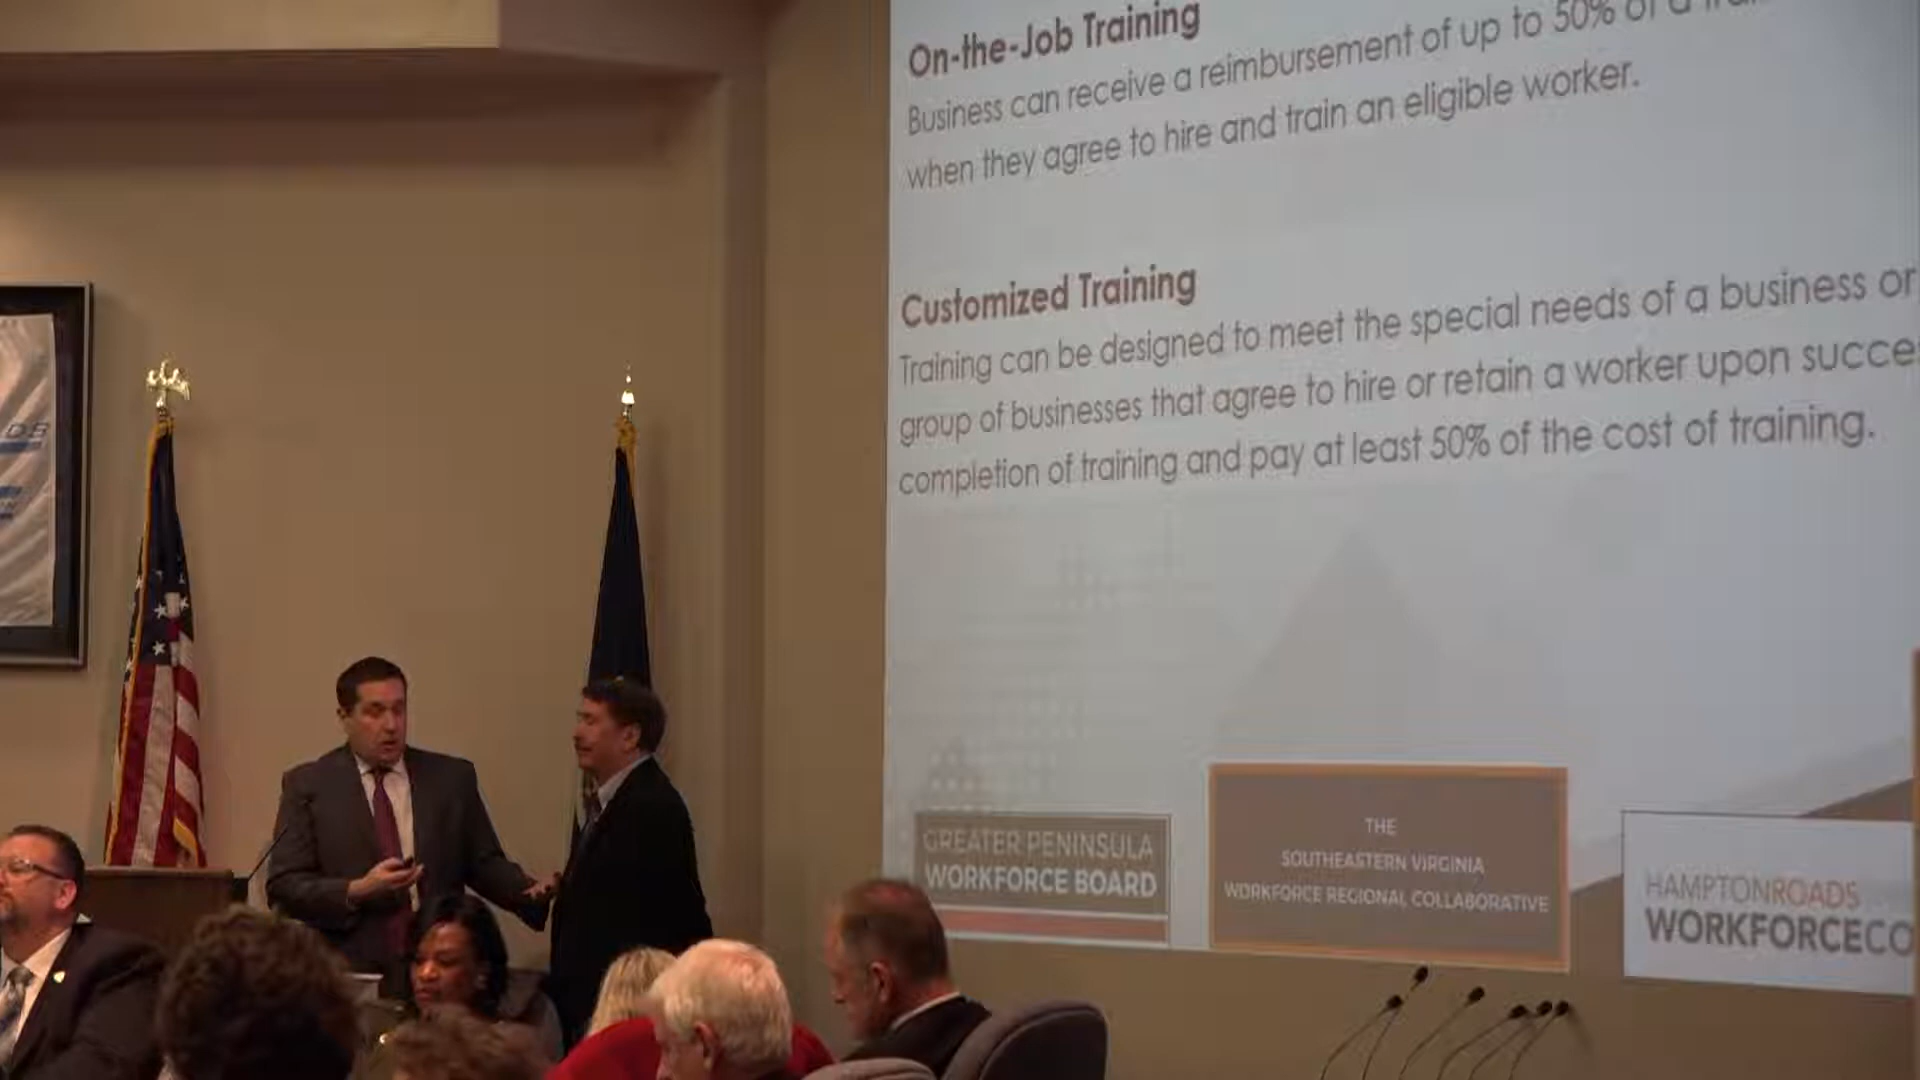 On-the-Job Training
Business can receive a reimbursement of up to 50% of a
when they agree to hire and train an eligible worker.
Customized Training
Training can be designed to meet the special needs of a business or
group of businesses that agree to hire or retain a worker upon
completion of training and pay at least 50% of the cost of training.
GREATER PENINSULA
WORKFORCE BOARD
THE
SOUTHEASTERN VIRGINIA
WORKFORCE REGIONAL COLLABORATIVE
HAMPTONROADS
WORKFORCECO